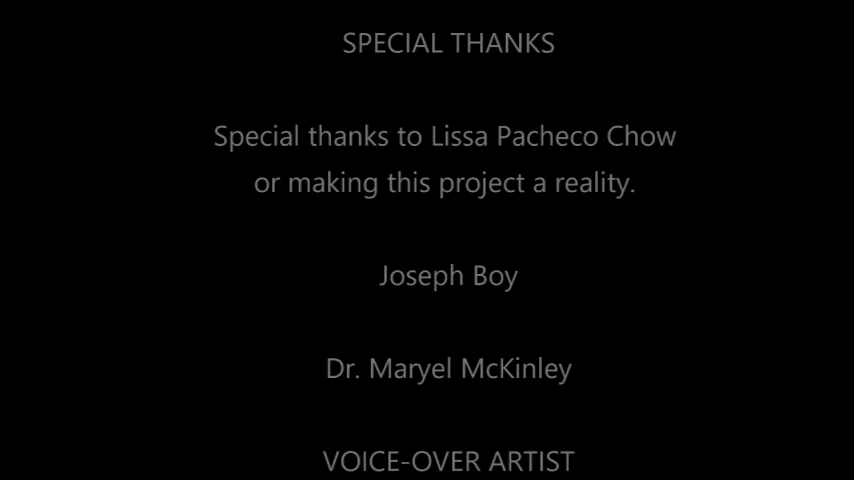 SPECIAL THANKS
Special thanks to Lissa Pacheco Chow
or making this project a reality.
Joseph Boy
Dr. Maryel McKinley
VOICE-OVER ARTIST